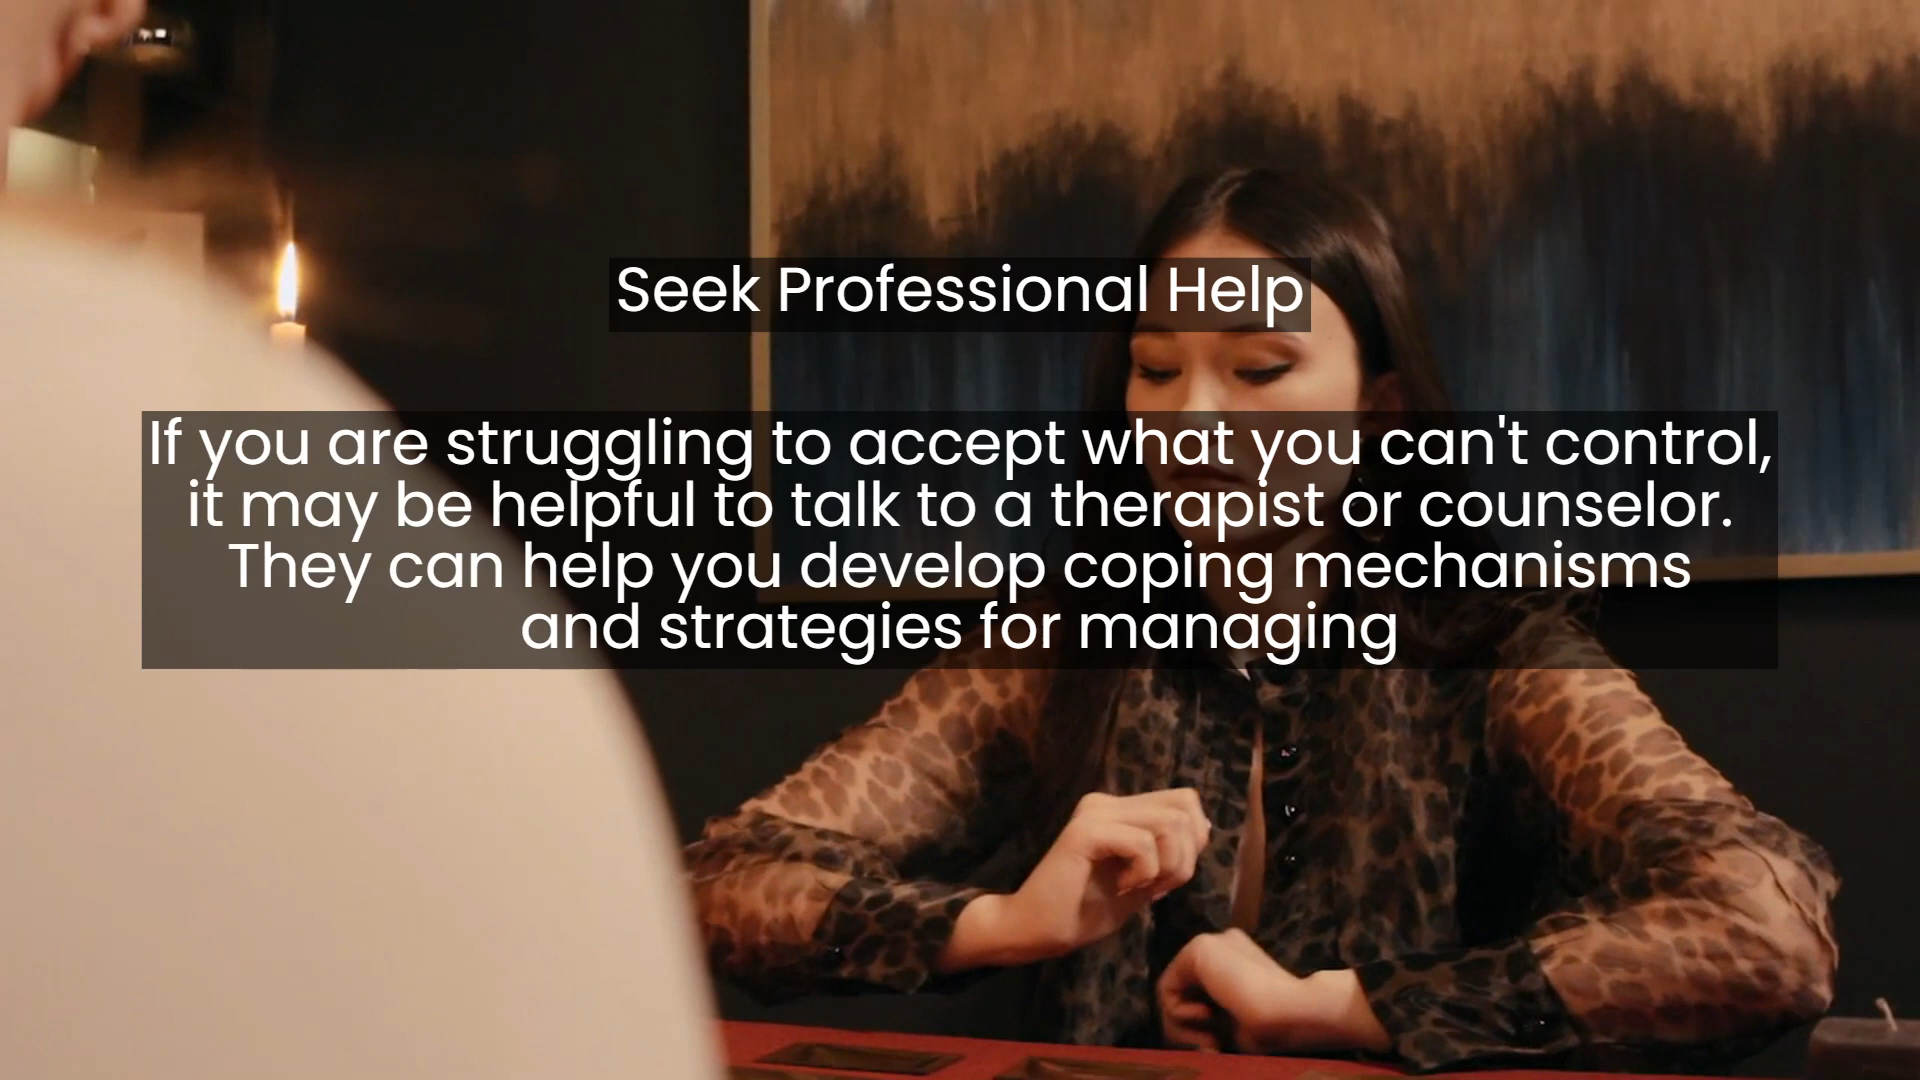 Seek Professional Help
If you are struggling to accept what you can't control,
it may be helpful to talk to a therapist or counselor.
They can help you develop coping mechanisms
and strategies for managing